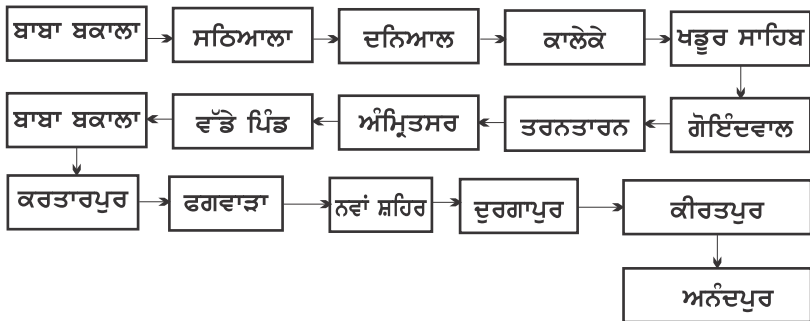 ਬਾਬਾ ਬਕਾਲਾ
ਸਠਿਆਲਾ
ਦਨਿਆਲ
ਕਾਲੇਕੇ
ਖਡੂਰ ਸਾਹਿਬ
ਗੋਇੰਦਵਾਲ
ਤਰਨਤਾਰਨ
ਅੰਮ੍ਰਿਤਸਰ
ਵੱਡੇ ਪਿੰਡ
ਬਾਬਾ ਬਕਾਲਾ
ਕਰਤਾਰਪੁਰ
ਫਗਵਾੜਾ
ਨਵਾਂ ਸ਼ਹਿਰ
ਦੁਰਗਾਪੁਰ
ਕੀਰਤਪੁਰ
ਅਨੰਦਪੁਰ